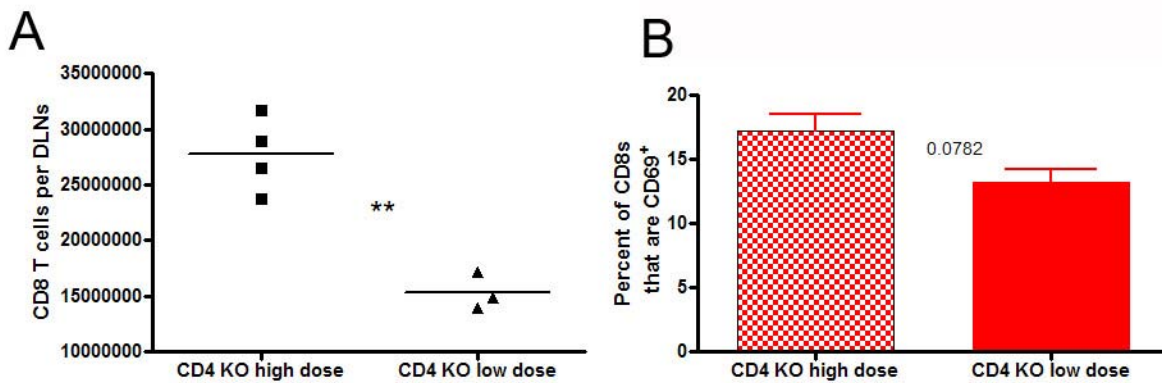 A
CD8 T cells per DLNs
35000000
30000000
25000000
20000000
15000000
10000000
**
CD4 KO high dose
CD4 KO low dose
B
Percent of CD8s
that are CD69⁺
20
15
10
5
0
0.0782
CD4 KO high dose
CD4 KO low dose